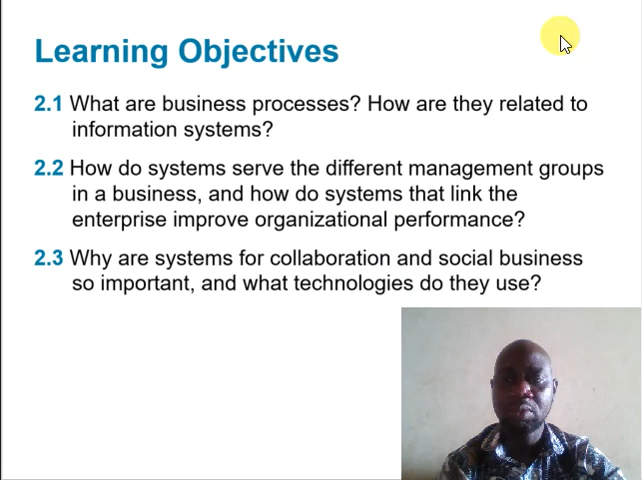 Learning Objectives
2.1 What are business processes? How are they related to
information systems?
2.2 How do systems serve the different management groups
in a business, and how do systems that link the
enterprise improve organizational performance?
2.3 Why are systems for collaboration and social business
so important, and what technologies do they use?